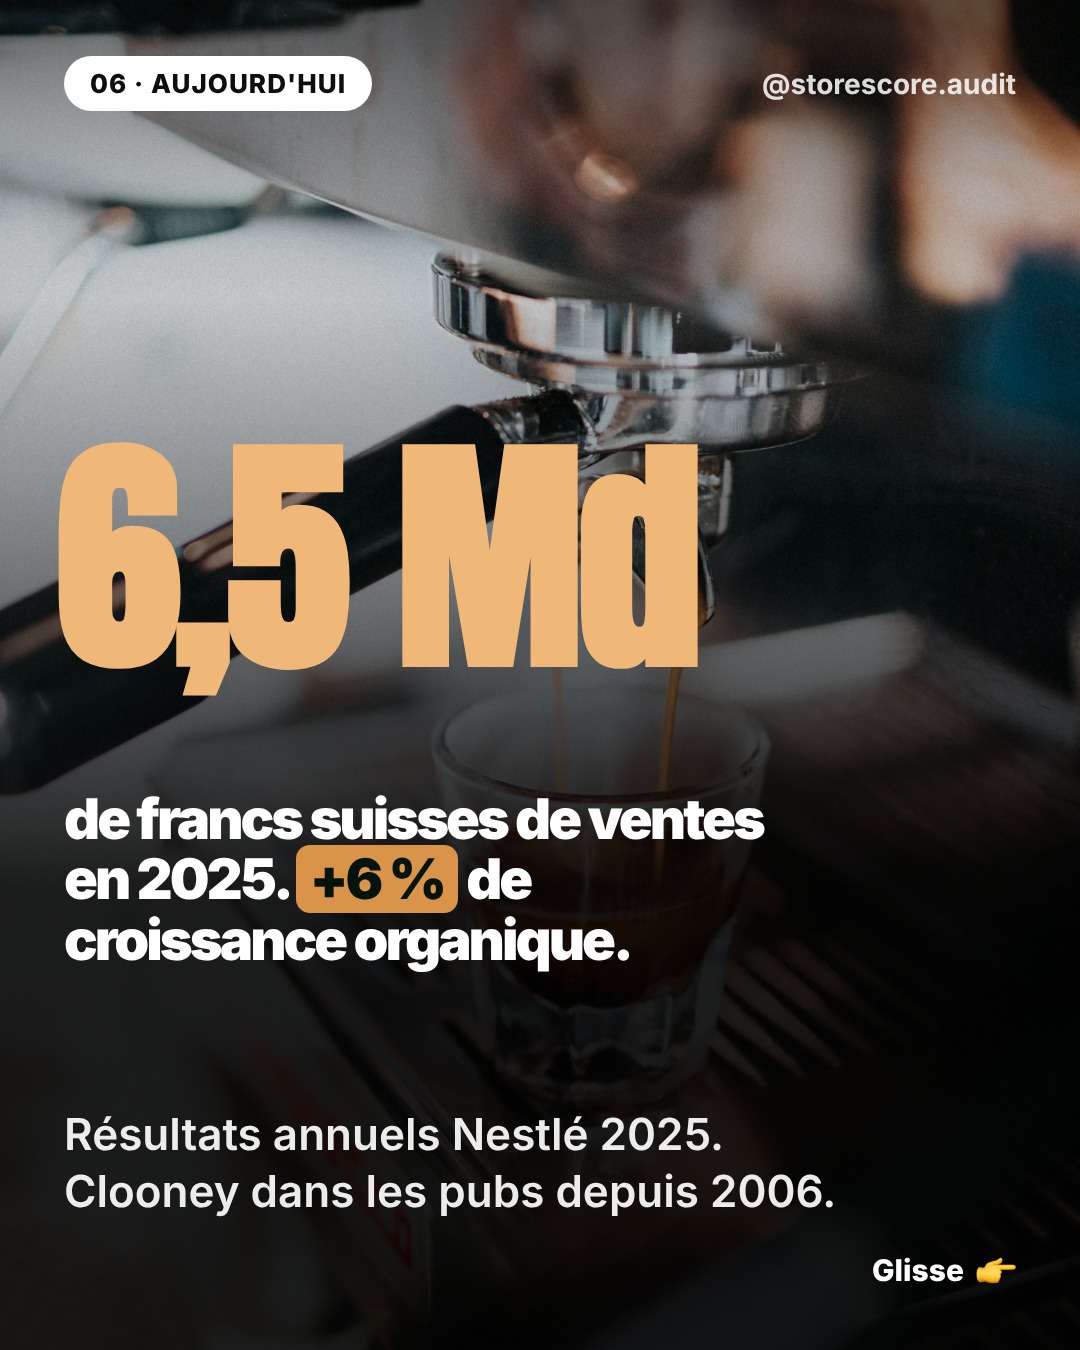 06 · AUJOURD'HUI
@storescore.audit
6,5 Md
de francs suisses de ventes
en 2025. +6 % de
croissance organique.
Résultats annuels Nestlé 2025.
Clooney dans les pubs depuis 2006.
Glisse 👉